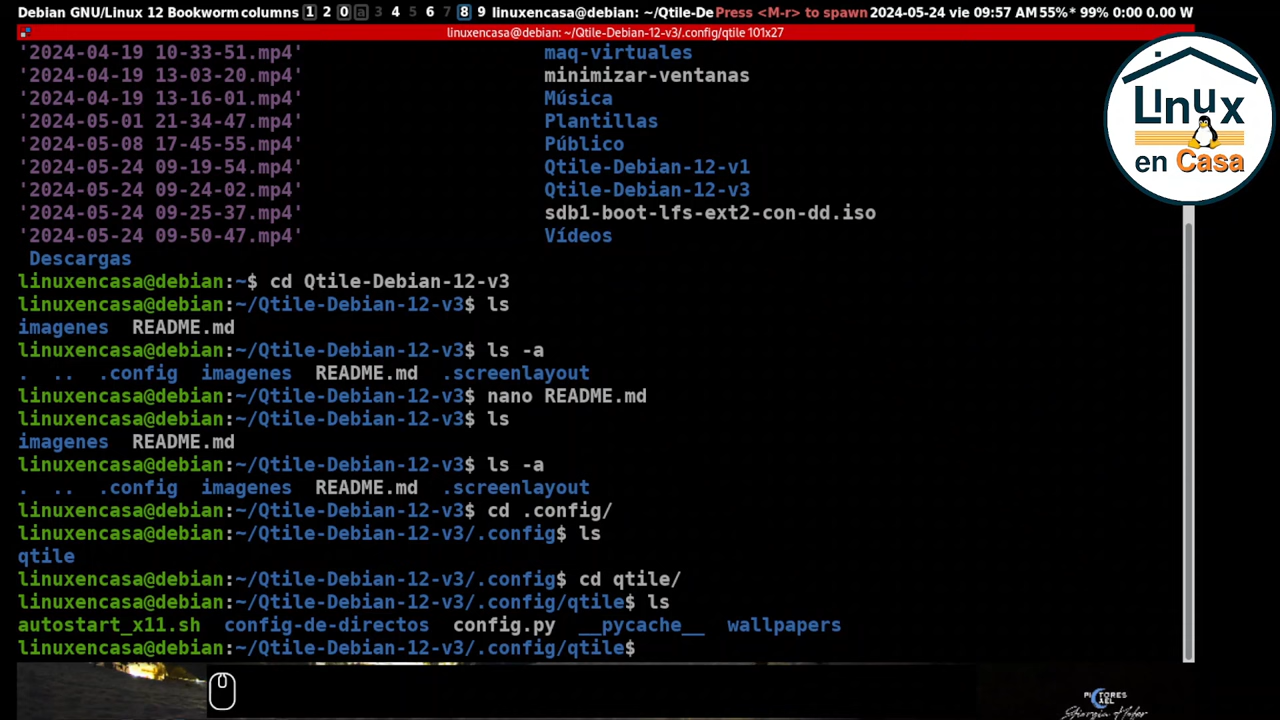 Debian GNU/Linux 12 Bookworm columns 1 2 0 a 3 4 5 6 7 8 9 linuxencasa@debian: ~/Qtile-De Press <M-r> to spawn 2024-05-24 vie 09:57 AM 55%* 99% 0:00 0.00 W
linuxencasa@debian: ~/Qtile-Debian-12-v3/.config/qtile 101x27
'2024-04-19 10-33-51.mp4' maq-virtuales
'2024-04-19 13-03-20.mp4' minimizar-ventanas
'2024-04-19 13-16-01.mp4' Música
'2024-05-01 21-34-47.mp4' Plantillas
'2024-05-08 17-45-55.mp4' Público
'2024-05-24 09-19-54.mp4' Qtile-Debian-12-v1
'2024-05-24 09-24-02.mp4' Qtile-Debian-12-v3
'2024-05-24 09-25-37.mp4' sdb1-boot-lfs-ext2-con-dd.iso
'2024-05-24 09-50-47.mp4' Vídeos
Descargas
linuxencasa@debian:~$ cd Qtile-Debian-12-v3
linuxencasa@debian:~/Qtile-Debian-12-v3$ ls
imagenes README.md
linuxencasa@debian:~/Qtile-Debian-12-v3$ ls -a
. .. .config imagenes README.md .screenlayout
linuxencasa@debian:~/Qtile-Debian-12-v3$ nano README.md
linuxencasa@debian:~/Qtile-Debian-12-v3$ ls
imagenes README.md
linuxencasa@debian:~/Qtile-Debian-12-v3$ ls -a
. .. .config imagenes README.md .screenlayout
linuxencasa@debian:~/Qtile-Debian-12-v3$ cd .config/
linuxencasa@debian:~/Qtile-Debian-12-v3/.config$ ls
qtile
linuxencasa@debian:~/Qtile-Debian-12-v3/.config$ cd qtile/
linuxencasa@debian:~/Qtile-Debian-12-v3/.config/qtile$ ls
autostart_x11.sh config-de-directos config.py __pycache__ wallpapers
linuxencasa@debian:~/Qtile-Debian-12-v3/.config/qtile$
Linux
en Casa